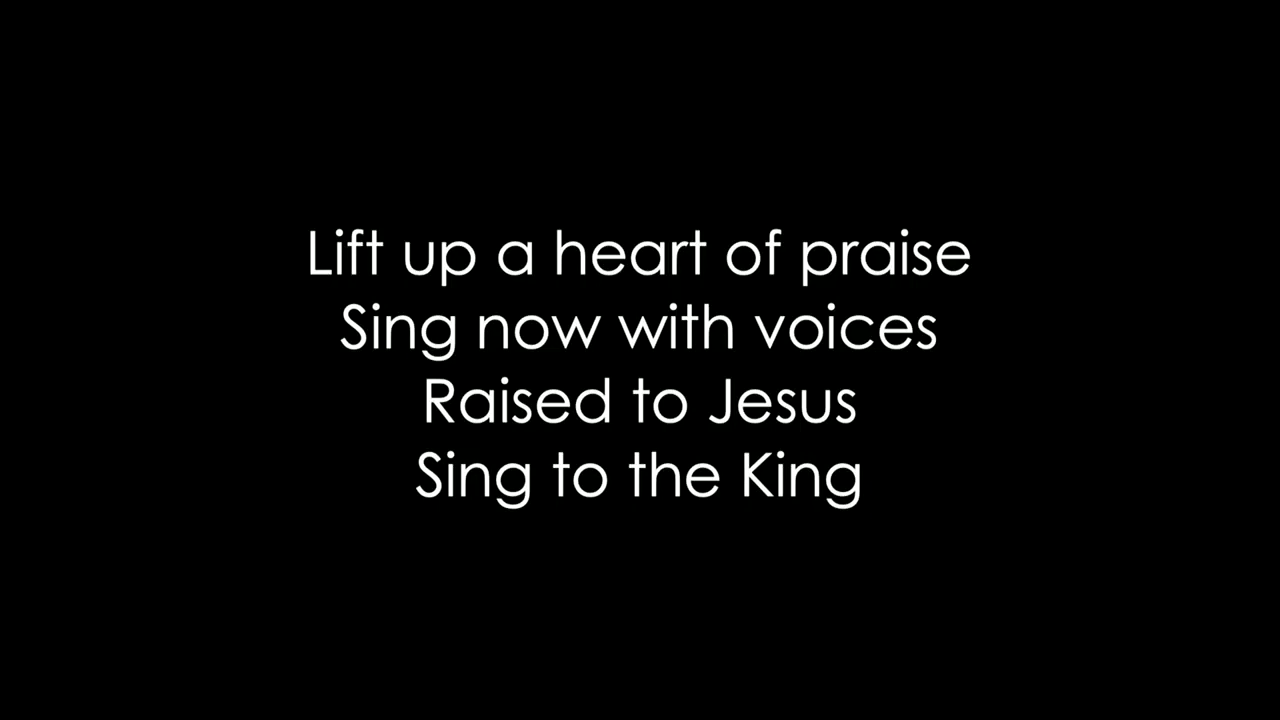 Lift up a heart of praise
Sing now with voices
Raised to Jesus
Sing to the King